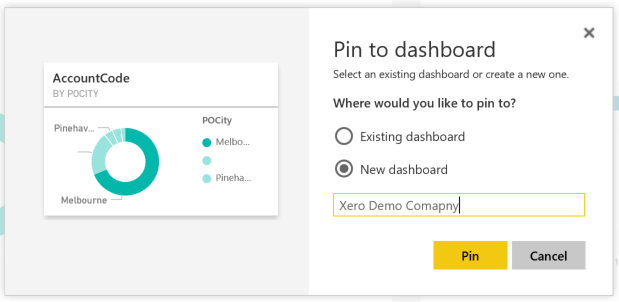 AccountCode
BY POCITY
Pinehav...
Melbourne
POCity
Melbo...
Pineha...
Pin to dashboard
Select an existing dashboard or create a new one.
Where would you like to pin to?
Existing dashboard
New dashboard
Xero Demo Comapny
Pin
Cancel